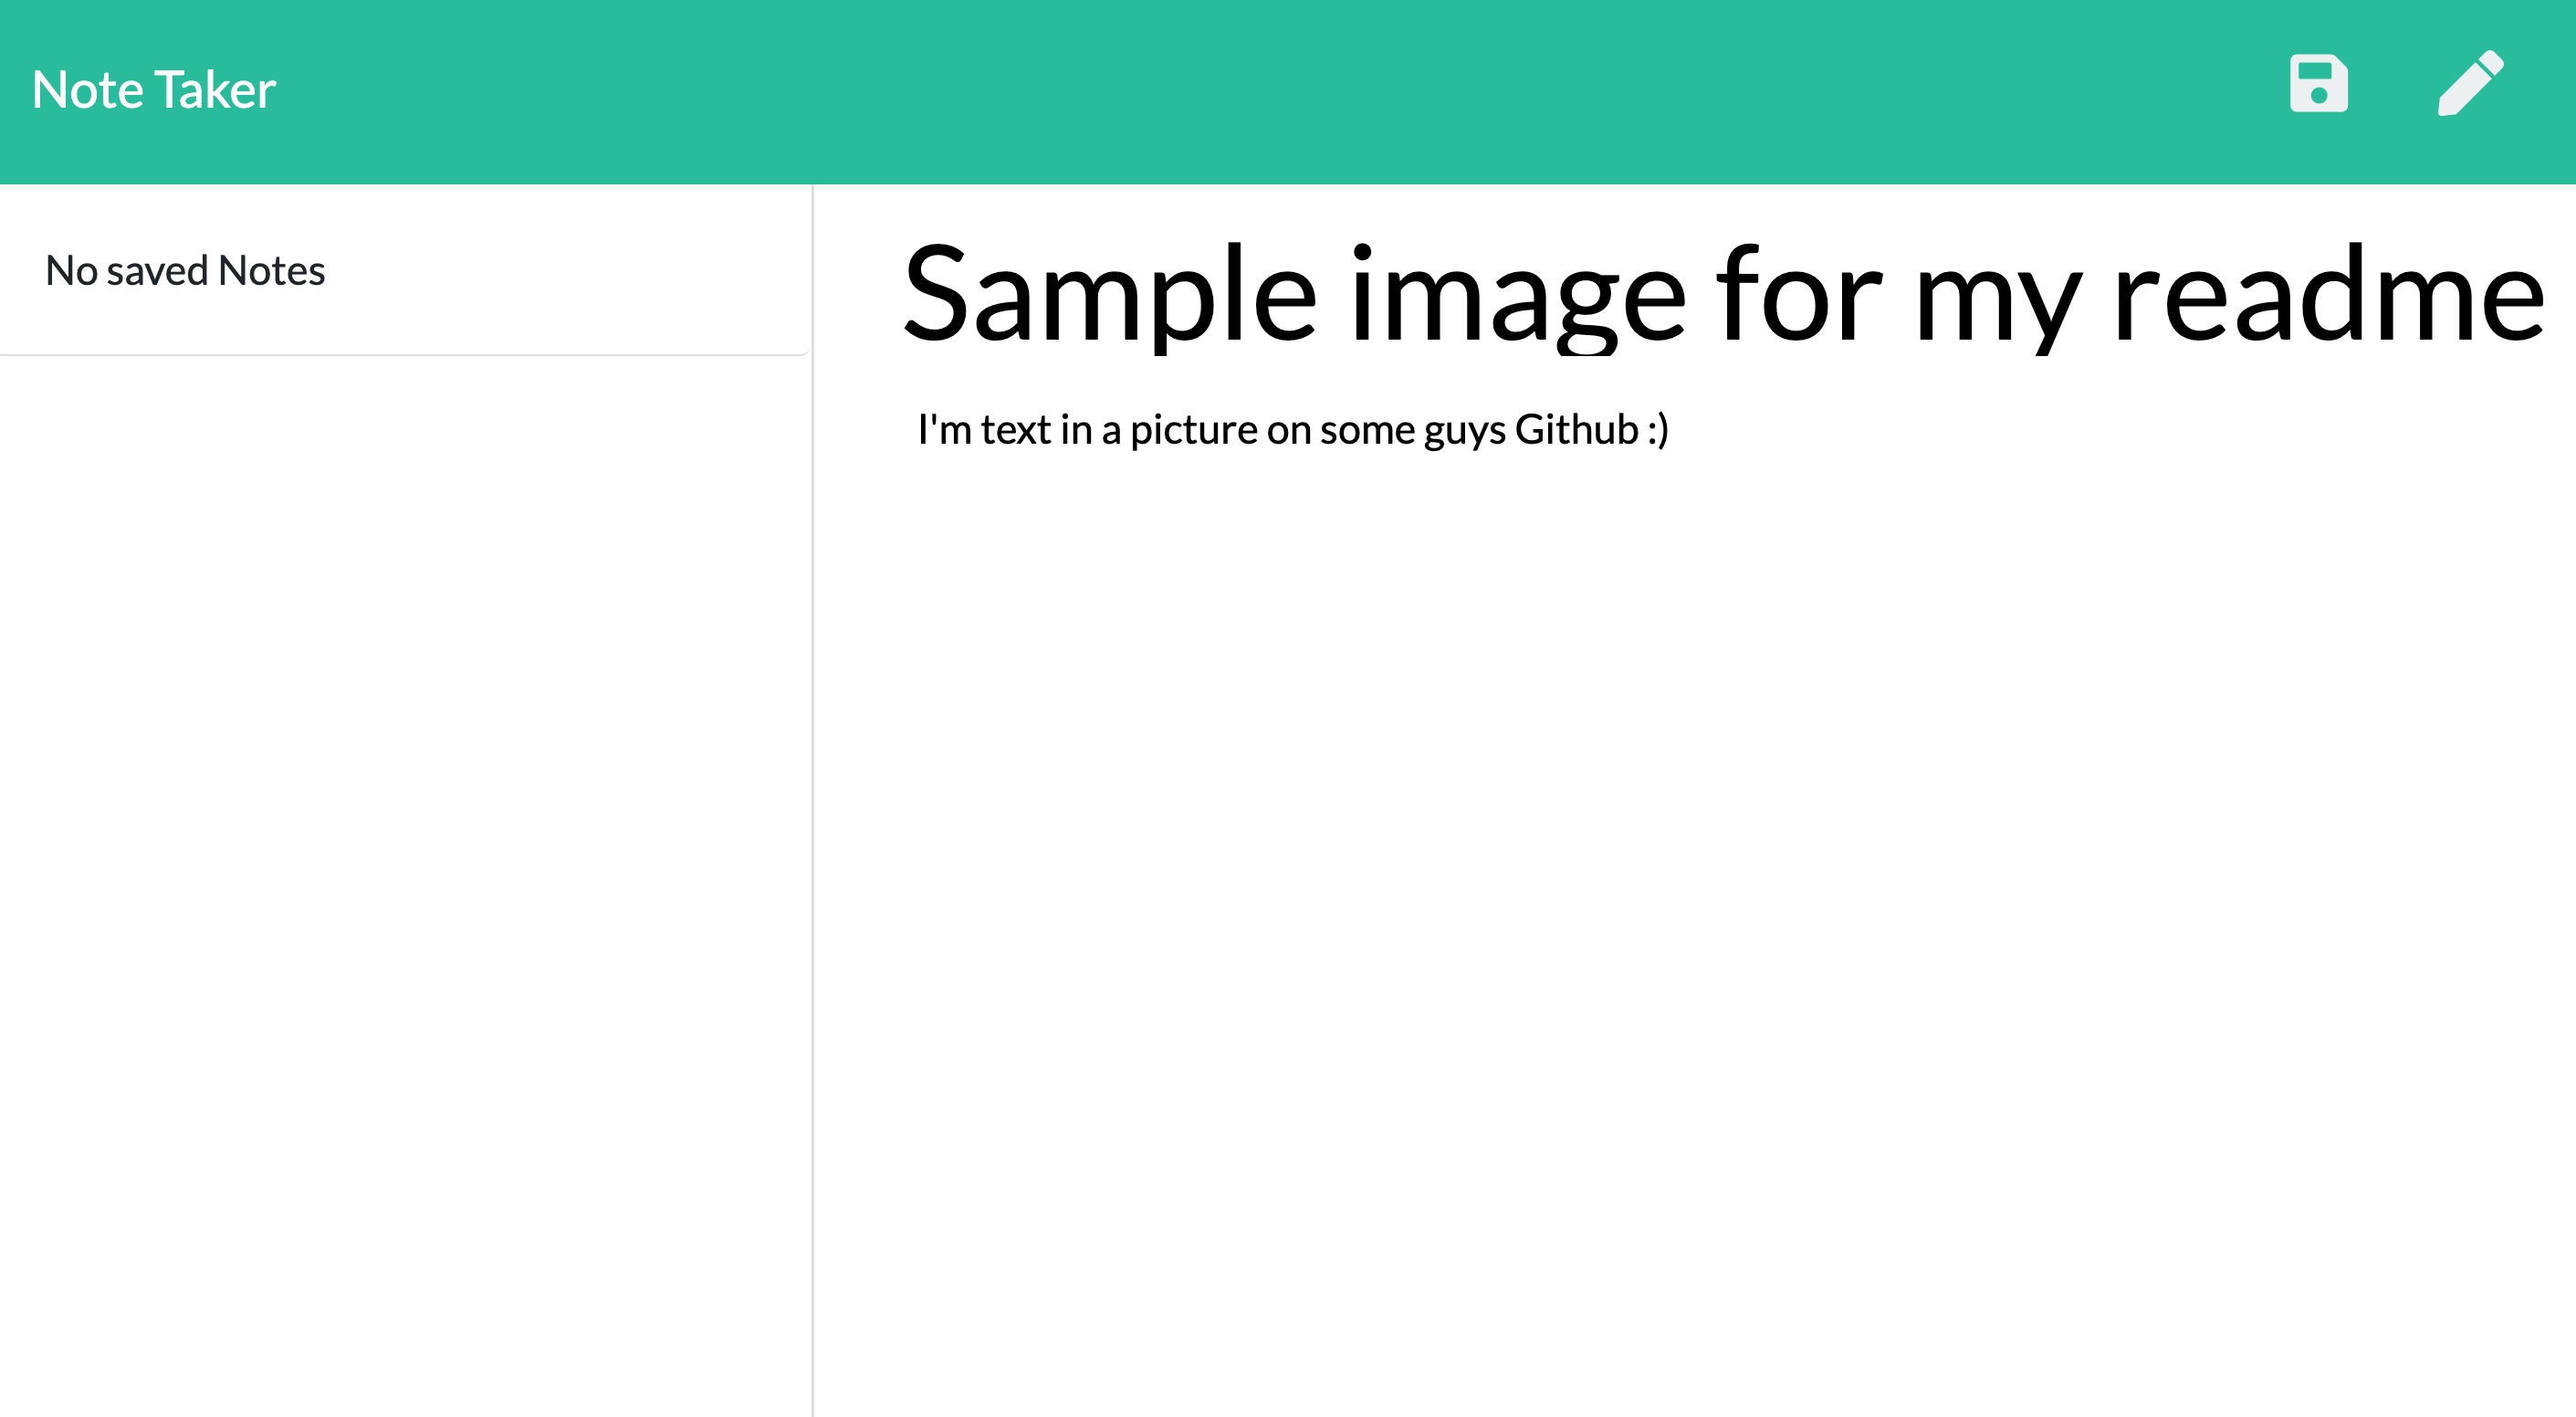 Note Taker
No saved Notes
Sample image for my readme
I'm text in a picture on some guys Github :)